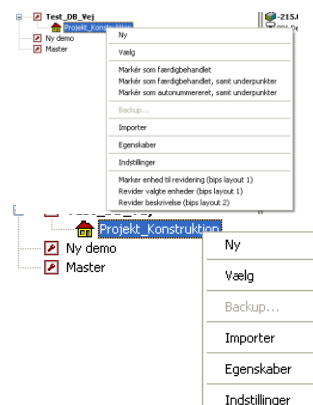 Test_DB_Vej
Projekt_Konstruktion
Ny demo
Master
Ny
Vælg
Markér som færdigbehandlet
Markér som færdigbehandlet, samt underpunkter
Markér som autonummereret, samt underpunkter
Backup...
Importer
Egenskaber
Indstillinger
Marker enhed til revidering (bips layout 1)
Revider valgte enheder (bips layout 1)
Revider beskrivelse (bips layout 2)
Projekt_Konstruktion
Ny demo
Master
Ny
Vælg
Backup...
Importer
Egenskaber
Indstillinger